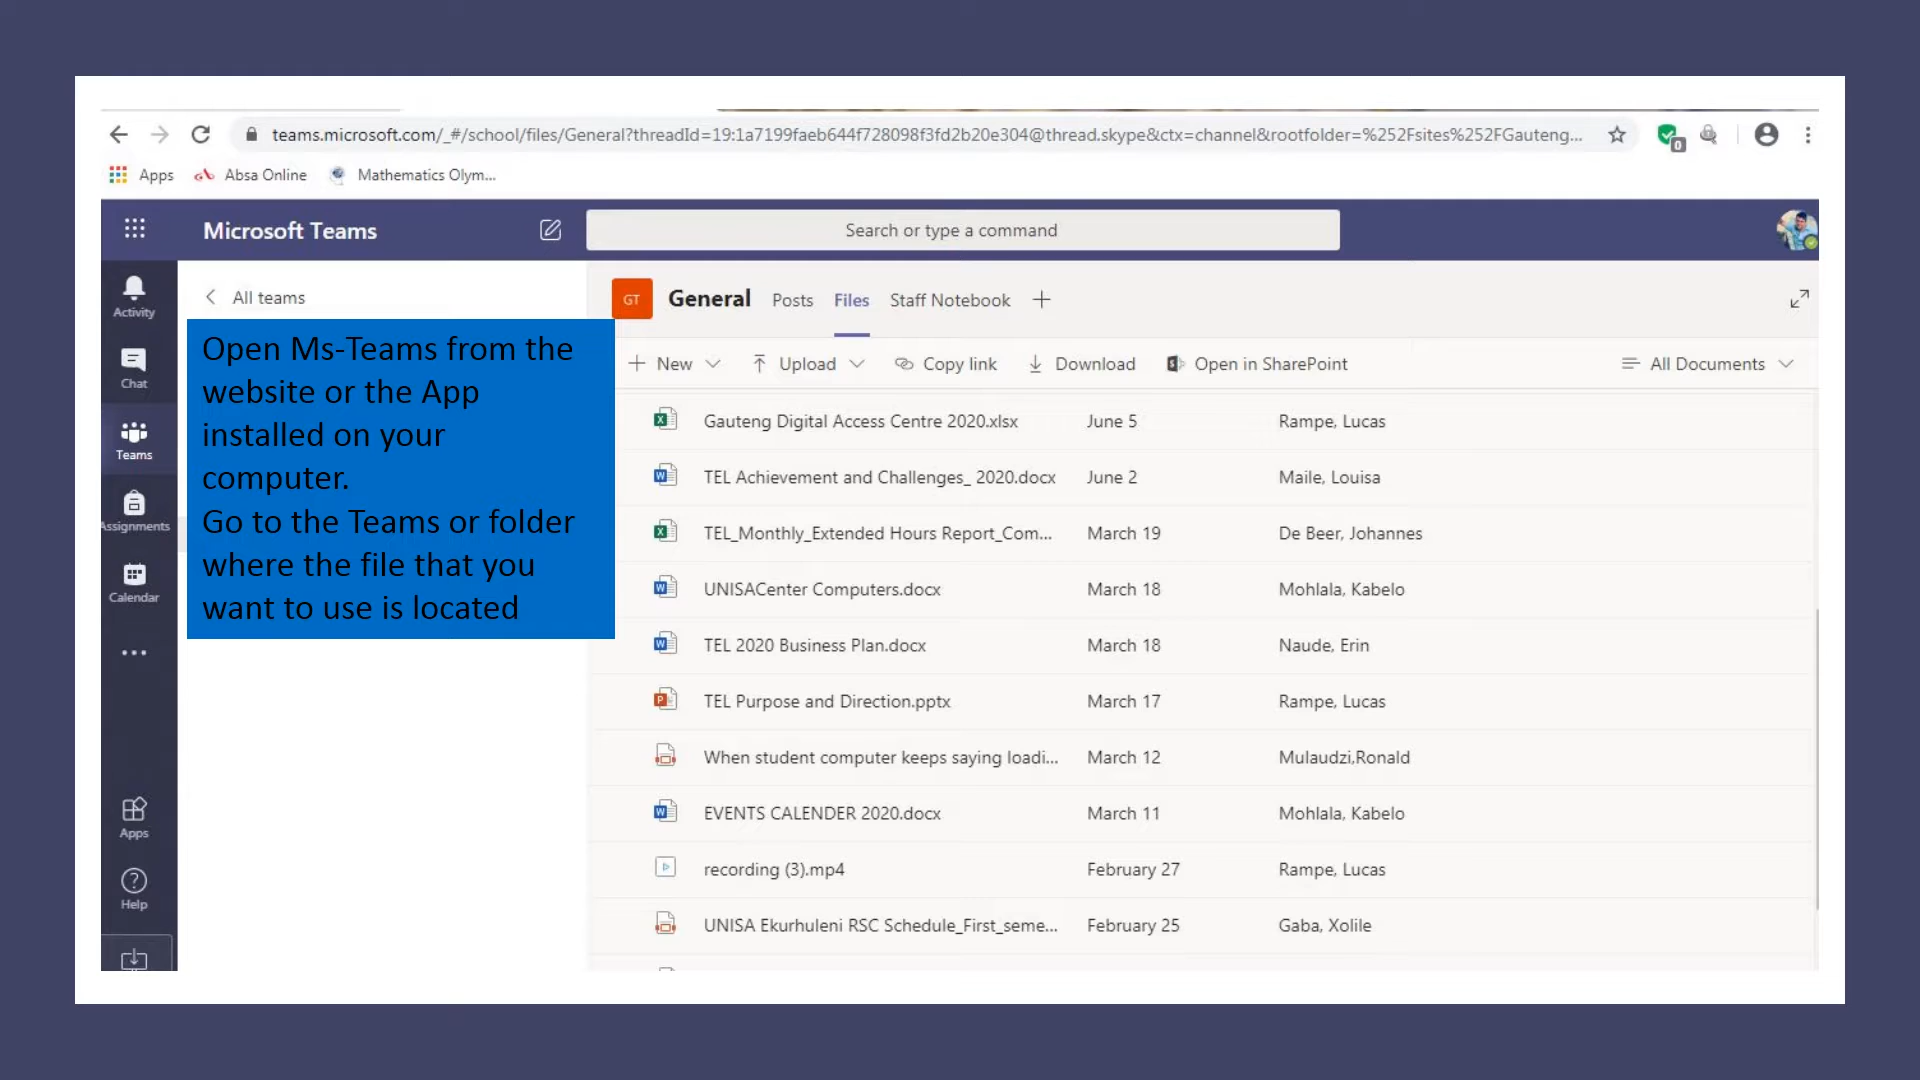 teams.microsoft.com/_#/school/files/General?threadId=19:1a7199faeb644f728098f3fd2b20e304@thread.skype&ctx=channel&rootfolder=%252Fsites%252FGauteng...
0
Apps Absa Online Mathematics Olym...
Microsoft Teams
Search or type a command
Activity
Chat
Teams
Assignments
Calendar
Apps
Help
All teams
Open Ms-Teams from the
website or the App
installed on your
computer.
Go to the Teams or folder
where the file that you
want to use is located
GT General Posts Files Staff Notebook
New Upload Copy link Download Open in SharePoint All Documents
Gauteng Digital Access Centre 2020.xlsx June 5 Rampe, Lucas
TEL Achievement and Challenges_ 2020.docx June 2 Maile, Louisa
TEL_Monthly_Extended Hours Report_Com... March 19 De Beer, Johannes
UNISACenter Computers.docx March 18 Mohlala, Kabelo
TEL 2020 Business Plan.docx March 18 Naude, Erin
TEL Purpose and Direction.pptx March 17 Rampe, Lucas
When student computer keeps saying loadi... March 12 Mulaudzi,Ronald
EVENTS CALENDER 2020.docx March 11 Mohlala, Kabelo
recording (3).mp4 February 27 Rampe, Lucas
UNISA Ekurhuleni RSC Schedule_First_seme... February 25 Gaba, Xolile